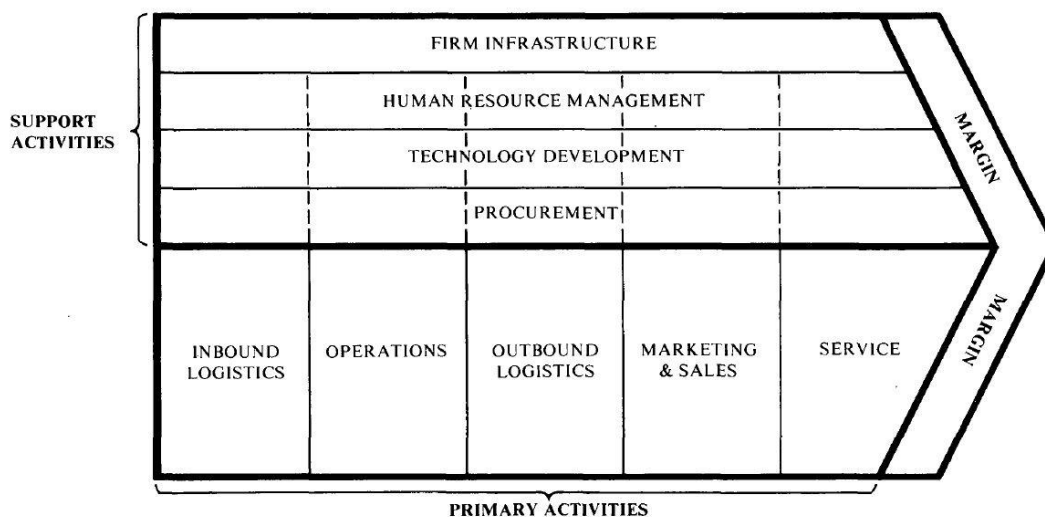 FIRM INFRASTRUCTURE
HUMAN RESOURCE MANAGEMENT
SUPPORT
ACTIVITIES
TECHNOLOGY DEVELOPMENT
PROCUREMENT
MARGIN
MARGIN
INBOUND
LOGISTICS
OPERATIONS
OUTBOUND
LOGISTICS
MARKETING
& SALES
SERVICE
PRIMARY ACTIVITIES